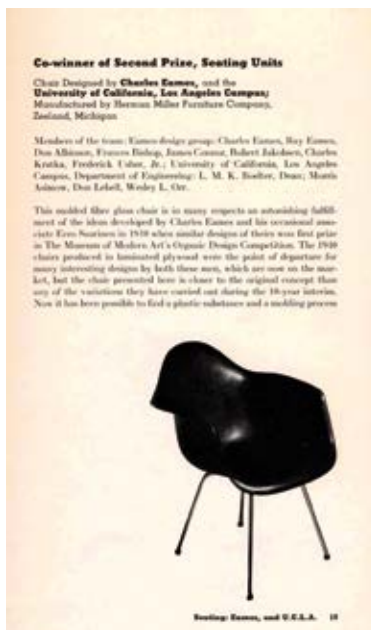 Co-winner of Second Prize, Seating Units
Chair Designed by Charles Eames, and the
University of California, Los Angeles Campus;
Manufactured by Herman Miller Furniture Company,
Zeeland, Michigan
Members of the team: Eames design group: Charles Eames, Ray Eames,
Don Albinson, Frances Bishop, James Connor, Robert Jakobsen, Charles
Kratka, Frederick Usher, Jr.; University of California, Los Angeles
Campus, Department of Engineering: L. M. K. Boelter, Dean; Morris
Asimow, Don Lebell, Wesley L. Orr.
This molded fibre glass chair is in many respects an astonishing fulfill-
ment of the ideas developed by Charles Eames and his occasional asso-
ciate Eero Saarinen in 1940 when similar designs of theirs won first prize
in The Museum of Modern Art's Organic Design Competition. The 1940
chairs produced in laminated plywood were the point of departure for
many interesting designs by both these men, which are now on the mar-
ket, but the chair presented here is closer to the original concept than
any of the variations they have carried out during the 10-year interim.
Now it has been possible to find a plastic substance and a molding process
Seating: Eames, and U.C.L.A. 19